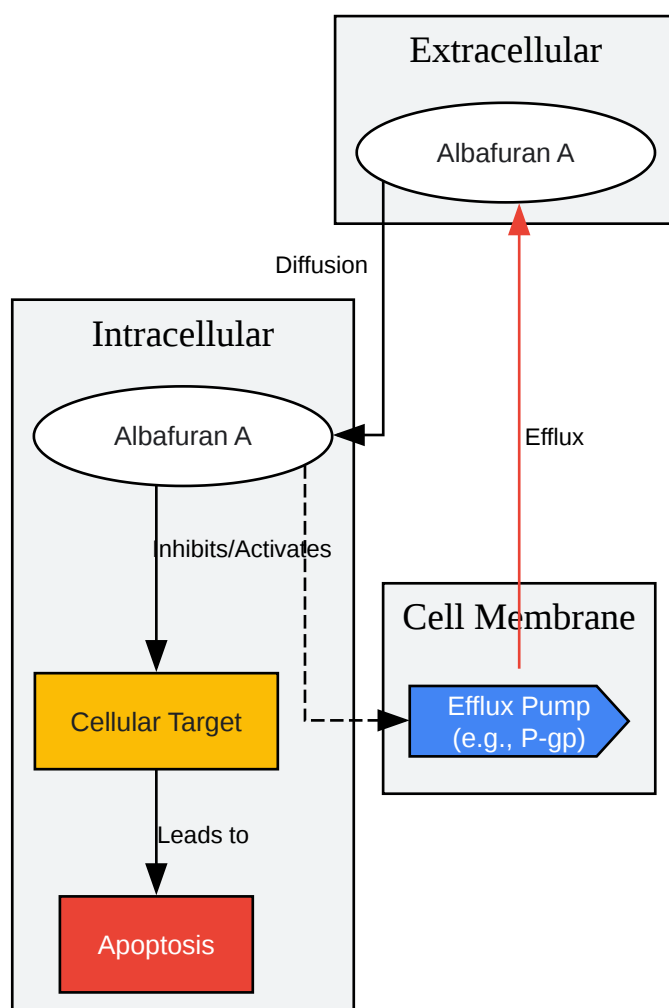 Extracellular
Albafuran A
Diffusion
Intracellular
Albafuran A
Efflux
Inhibits/Activates
Cell Membrane
Cellular Target
Efflux Pump
(e.g., P-gp)
Leads to
Apoptosis